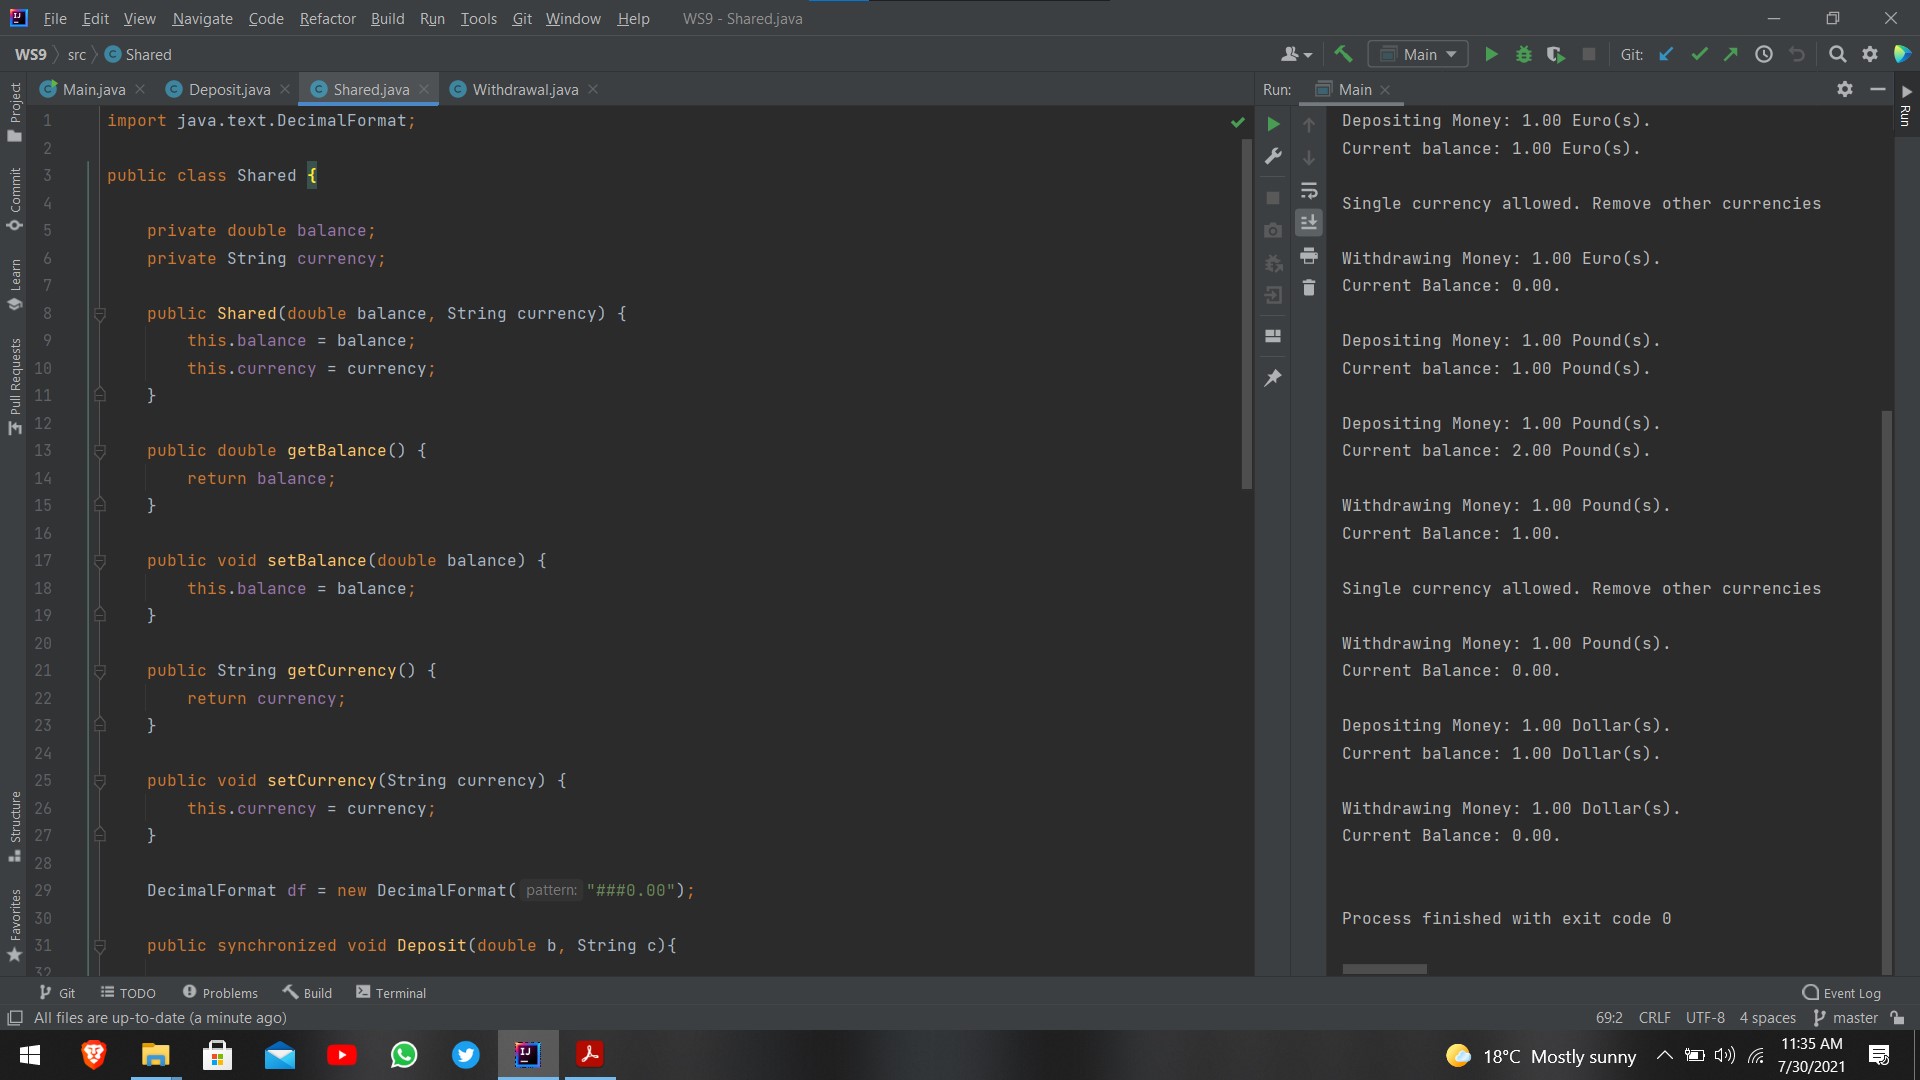 File Edit View Navigate Code Refactor Build Run Tools Git Window Help WS9 - Shared.java
WS9 src Shared
Main Git:
Main.java Deposit.java Shared.java Withdrawal.java
Run: Main
Project
Commit
Learn
Pull Requests
Structure
Favorites
1 import java.text.DecimalFormat;
2
3 public class Shared {
4
5 private double balance;
6 private String currency;
7
8 public Shared(double balance, String currency) {
9 this.balance = balance;
10 this.currency = currency;
11 }
12
13 public double getBalance() {
14 return balance;
15 }
16
17 public void setBalance(double balance) {
18 this.balance = balance;
19 }
20
21 public String getCurrency() {
22 return currency;
23 }
24
25 public void setCurrency(String currency) {
26 this.currency = currency;
27 }
28
29 DecimalFormat df = new DecimalFormat( pattern: "###0.00");
30
31 public synchronized void Deposit(double b, String c){
32
Depositing Money: 1.00 Euro(s).
Current balance: 1.00 Euro(s).
Single currency allowed. Remove other currencies
Withdrawing Money: 1.00 Euro(s).
Current Balance: 0.00.
Depositing Money: 1.00 Pound(s).
Current balance: 1.00 Pound(s).
Depositing Money: 1.00 Pound(s).
Current balance: 2.00 Pound(s).
Withdrawing Money: 1.00 Pound(s).
Current Balance: 1.00.
Single currency allowed. Remove other currencies
Withdrawing Money: 1.00 Pound(s).
Current Balance: 0.00.
Depositing Money: 1.00 Dollar(s).
Current balance: 1.00 Dollar(s).
Withdrawing Money: 1.00 Dollar(s).
Current Balance: 0.00.
Process finished with exit code 0
Run
Git TODO Problems Build Terminal Event Log
All files are up-to-date (a minute ago) 69:2 CRLF UTF-8 4 spaces master
18°C Mostly sunny
11:35 AM
7/30/2021